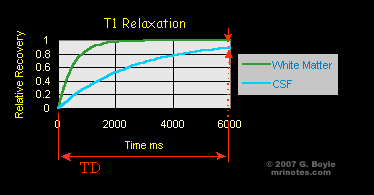 T1 Relaxation
Relative Recovery
1
0.8
0.6
0.4
0.2
0
0
2000
4000
6000
Time ms
TD
White Matter
CSF
© 2007 G. Boyle
mrinotes.com